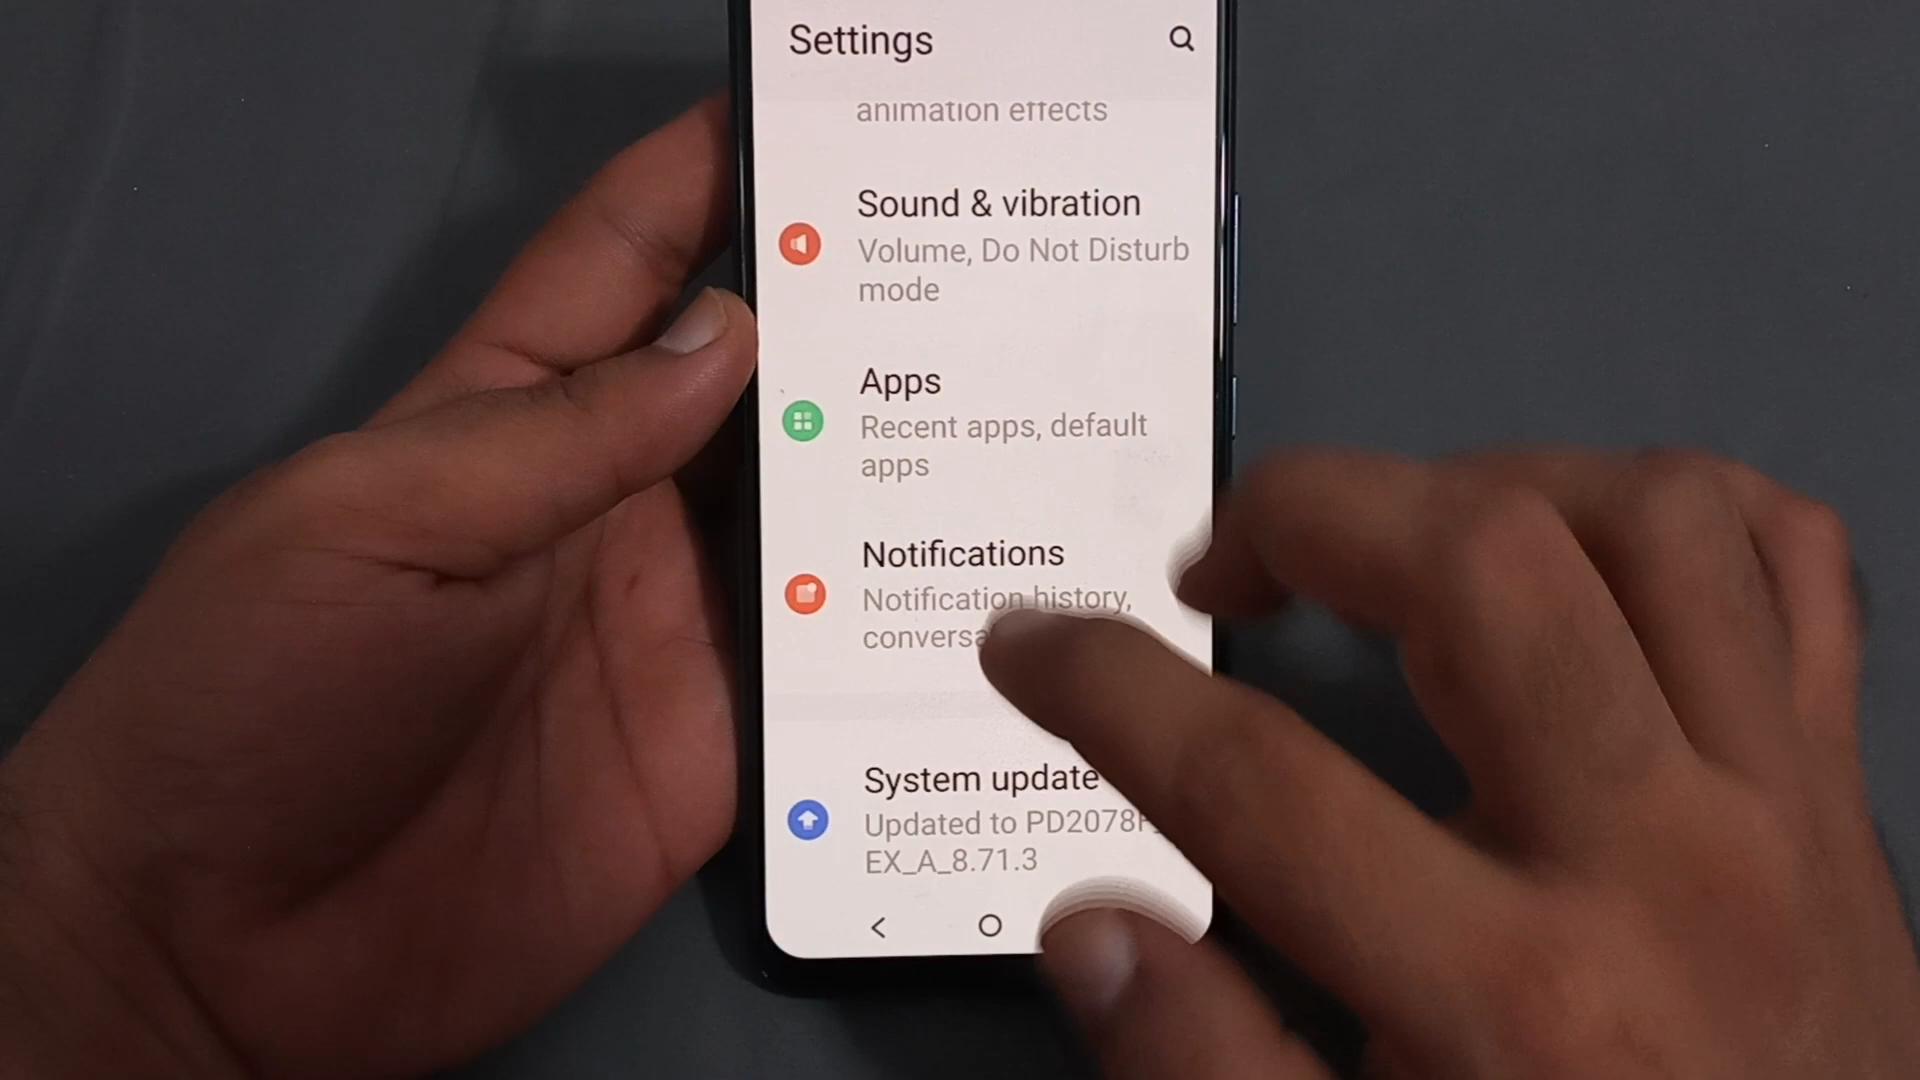 Settings
animation effects
Sound & vibration
Volume, Do Not Disturb
mode
Apps
Recent apps, default
apps
Notifications
Notification history,
System update
Updated to
EX_A_8.71.3